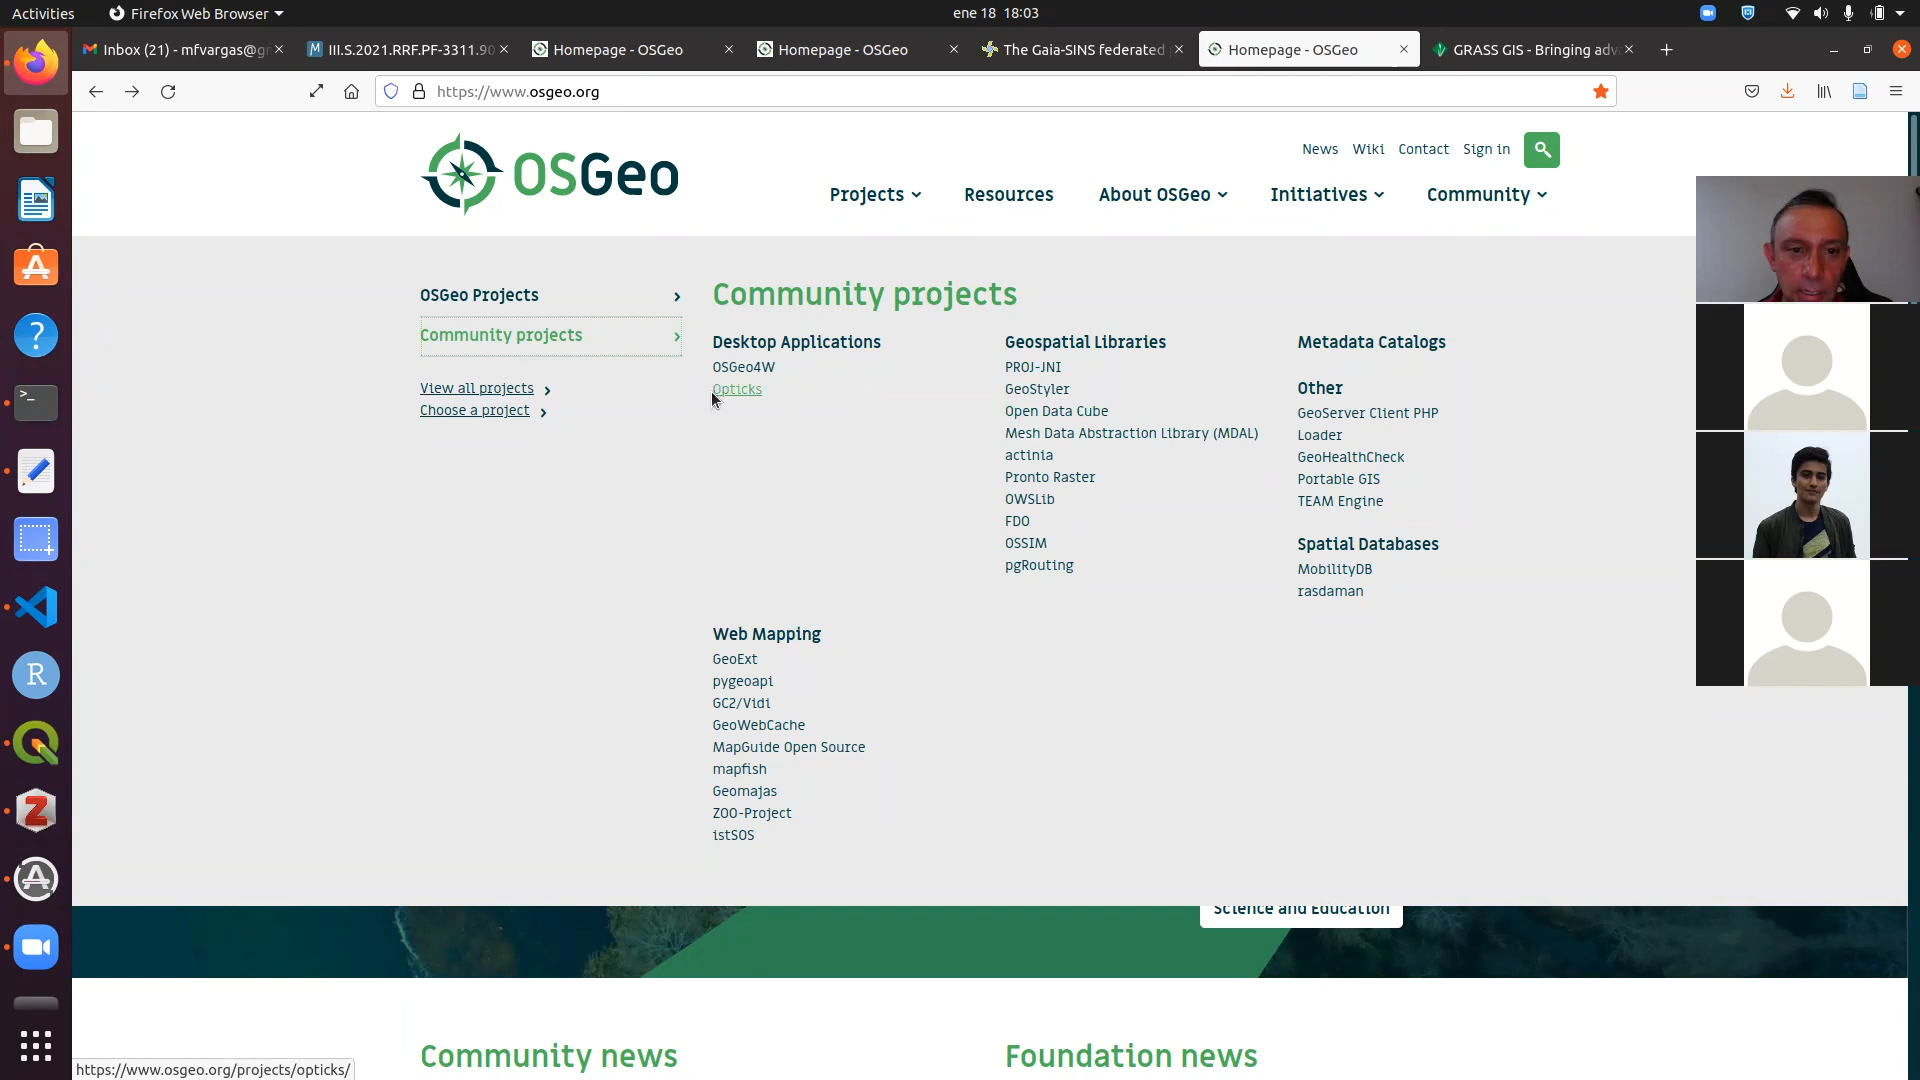 Activities
Firefox Web Browser
ene 18 18:03
Inbox (21) - mfvargas@g
III.S.2021.RRF.PF-3311.90
Homepage - OSGeo
Homepage - OSGeo
The Gaia-SINS federated
Homepage - OSGeo
GRASS GIS - Bringing adv
https://www.osgeo.org
OSGeo
News
Wiki
Contact
Sign in
Projects
Resources
About OSGeo
Initiatives
Community
OSGeo Projects
Community projects
View all projects
Choose a project
Community projects
Desktop Applications
OSGeo4W
Opticks
Geospatial Libraries
PROJ-JNI
GeoStyler
Open Data Cube
Mesh Data Abstraction Library (MDAL)
actinia
Pronto Raster
OWSLib
FDO
OSSIM
pgRouting
Metadata Catalogs
Other
GeoServer Client PHP
Loader
GeoHealthCheck
Portable GIS
TEAM Engine
Spatial Databases
MobilityDB
rasdaman
Web Mapping
GeoExt
pygeoapi
GC2/Vidi
GeoWebCache
MapGuide Open Source
mapfish
Geomajas
ZOO-Project
istSOS
Science and Education
Community news
Foundation news
https://www.osgeo.org/projects/opticks/